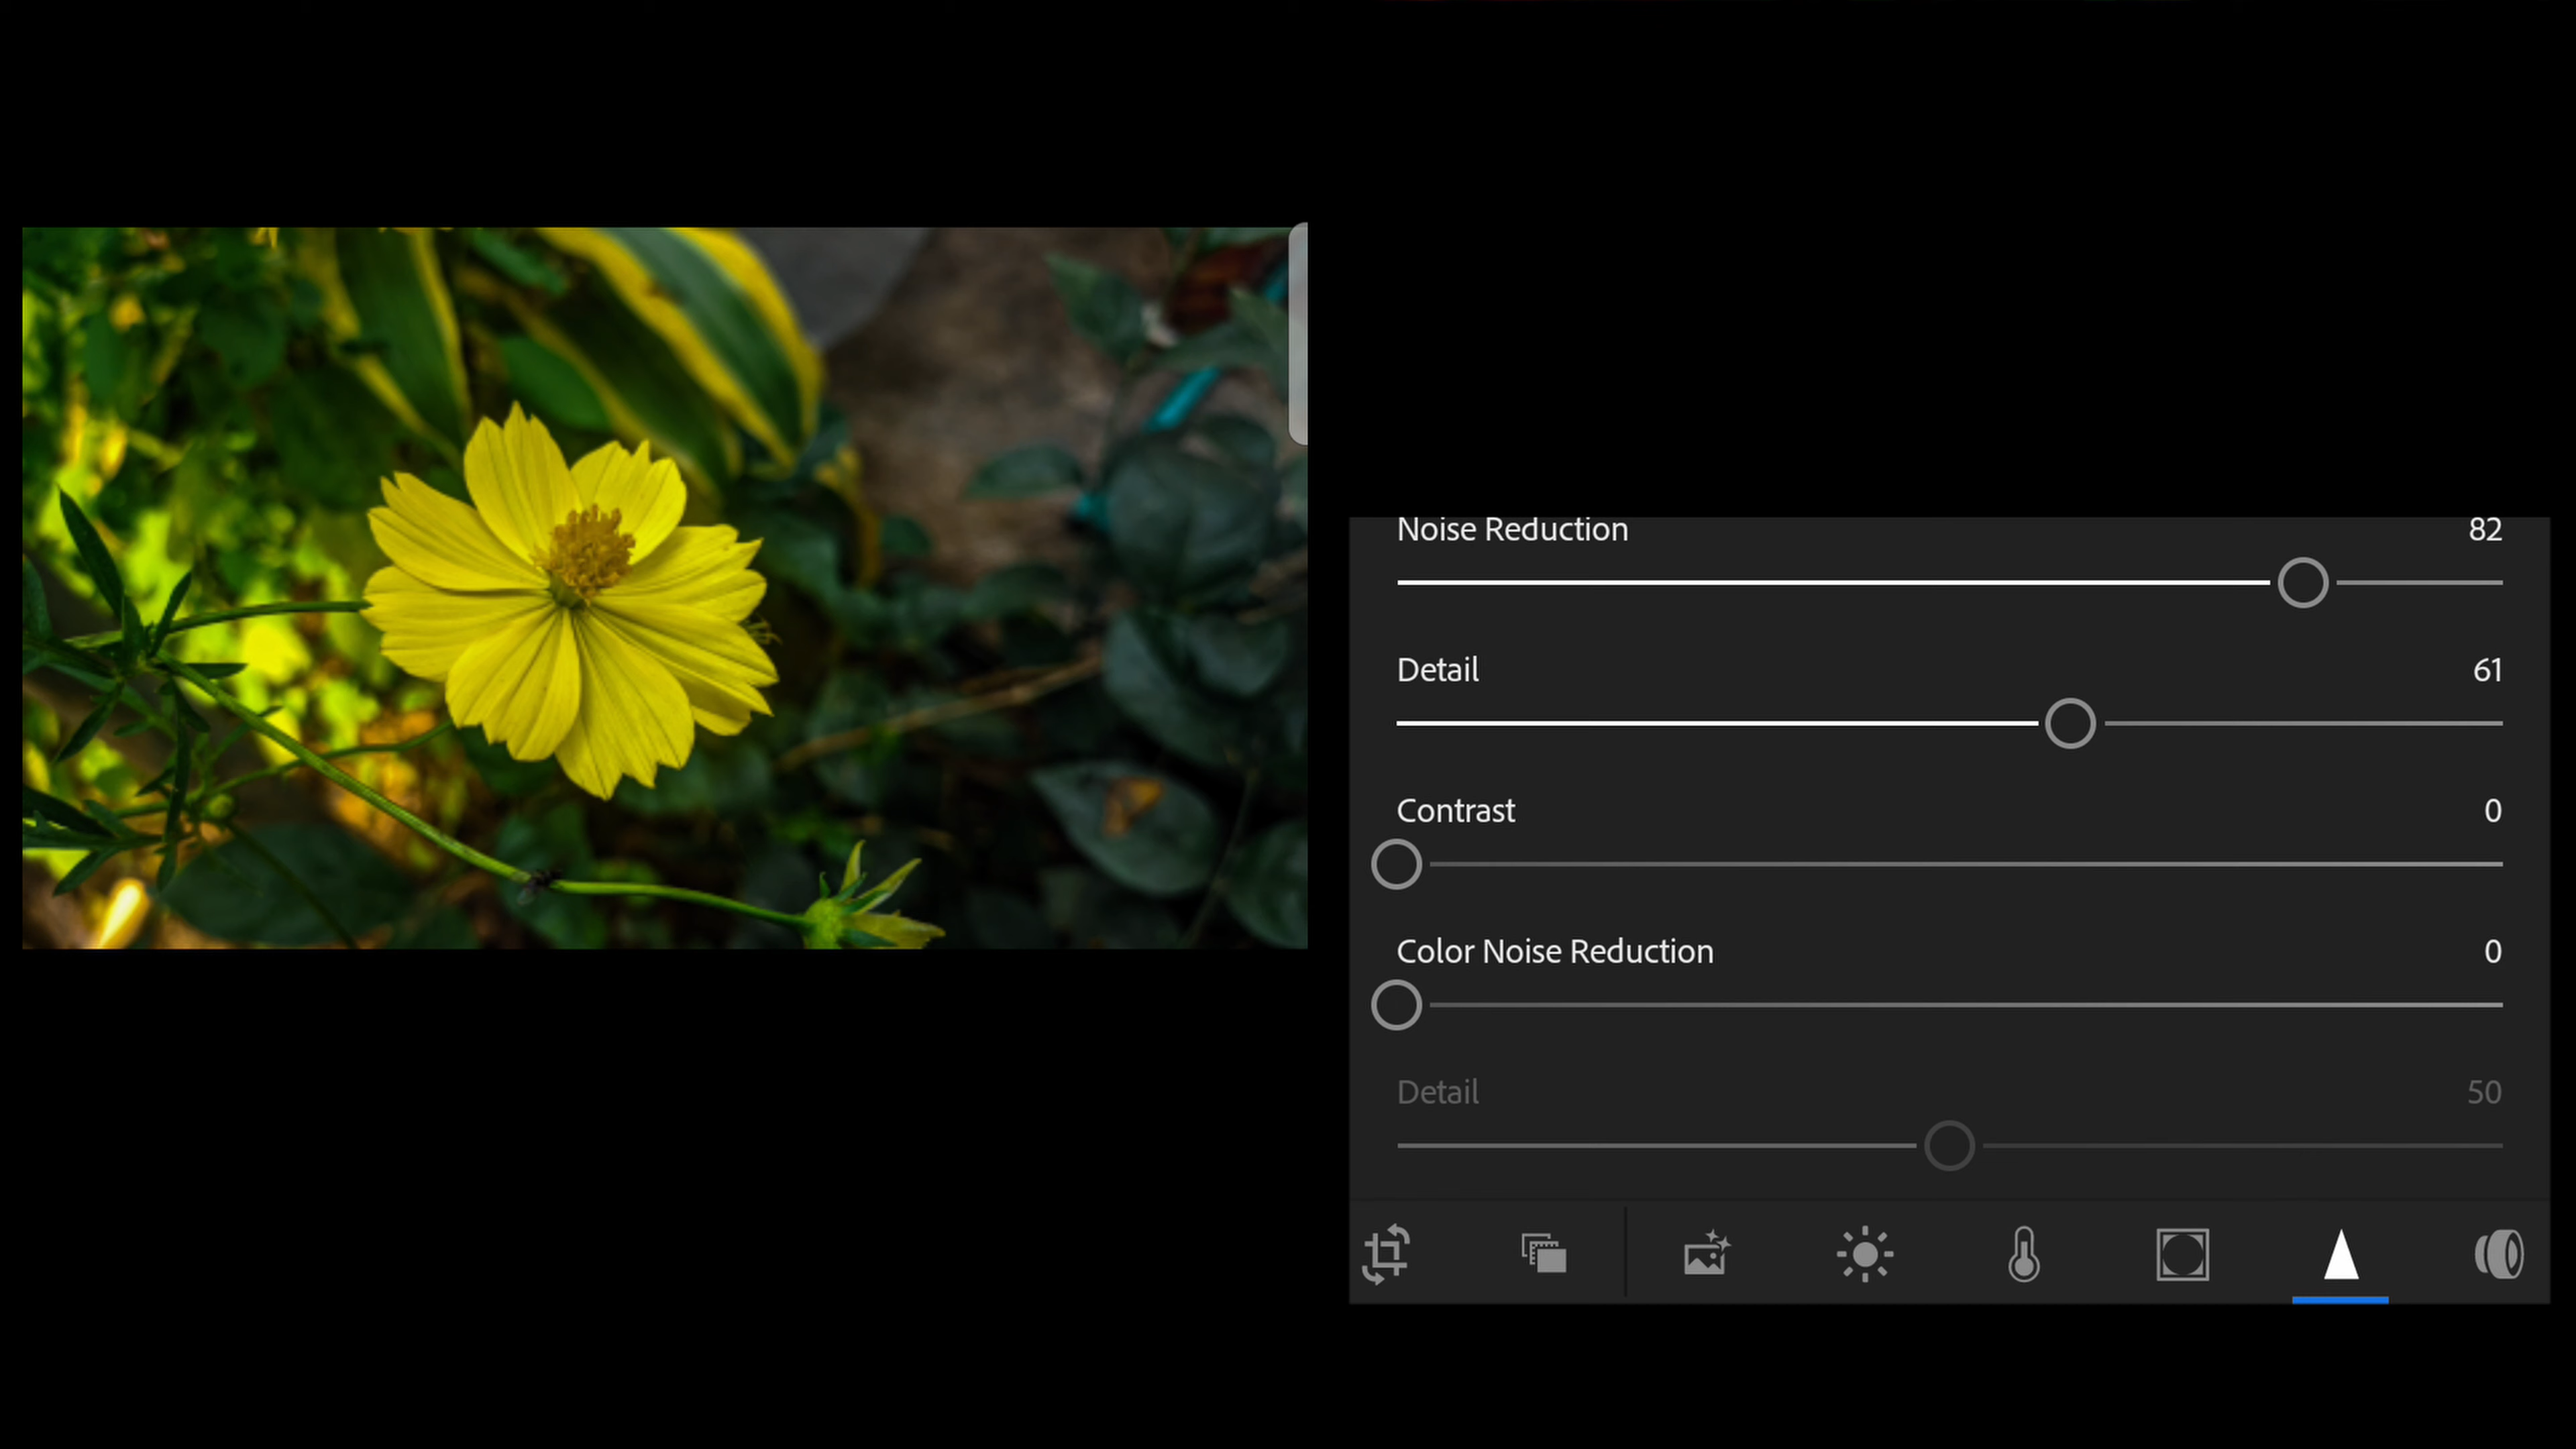 Noise Reduction 82
Detail 61
Contrast 0
Color Noise Reduction 0
Detail 50